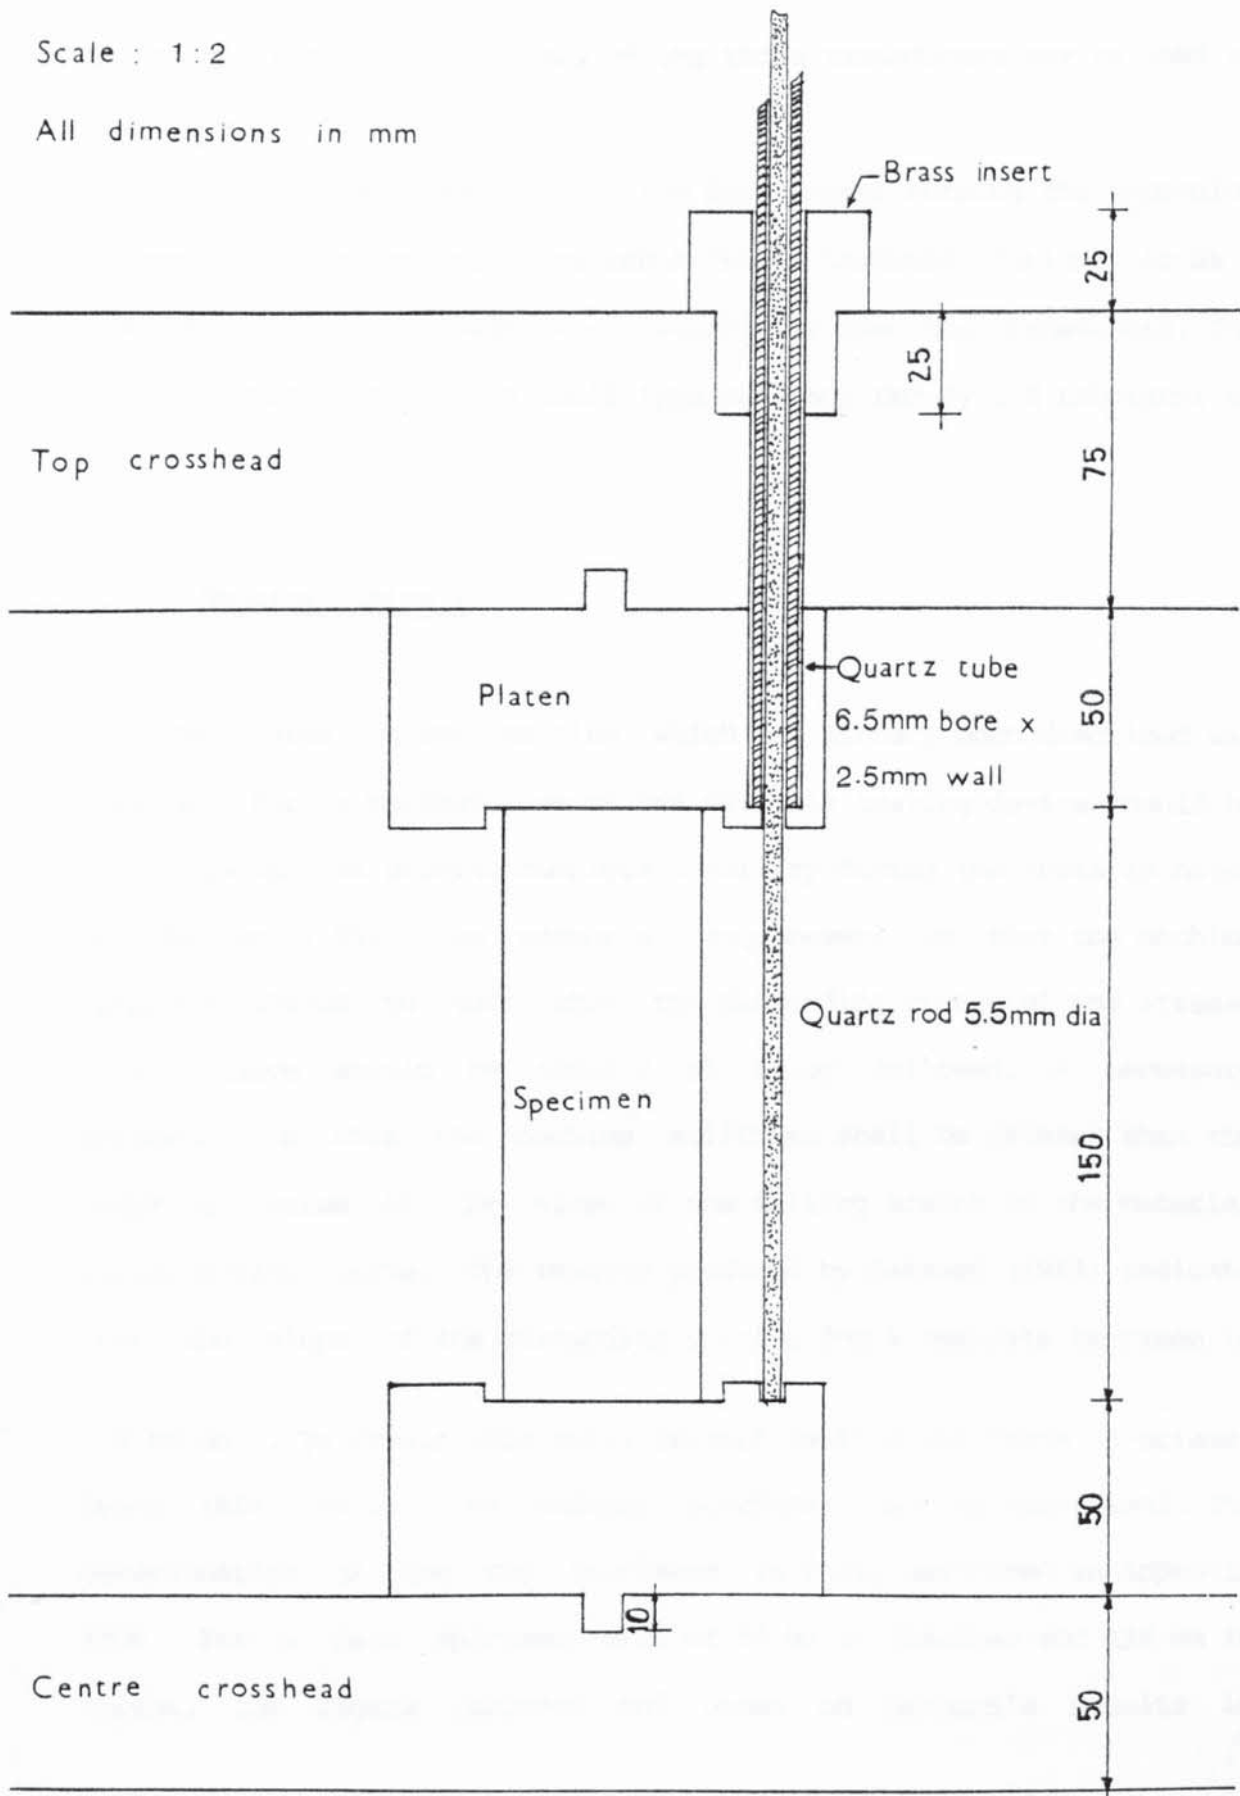 Scale : 1:2
All dimensions in mm
Brass insert
25
25
Top crosshead
75
Platen
Quartz tube
6.5mm bore x
2.5mm wall
50
Quartz rod 5.5mm dia
Specimen
150
50
10
Centre crosshead
50